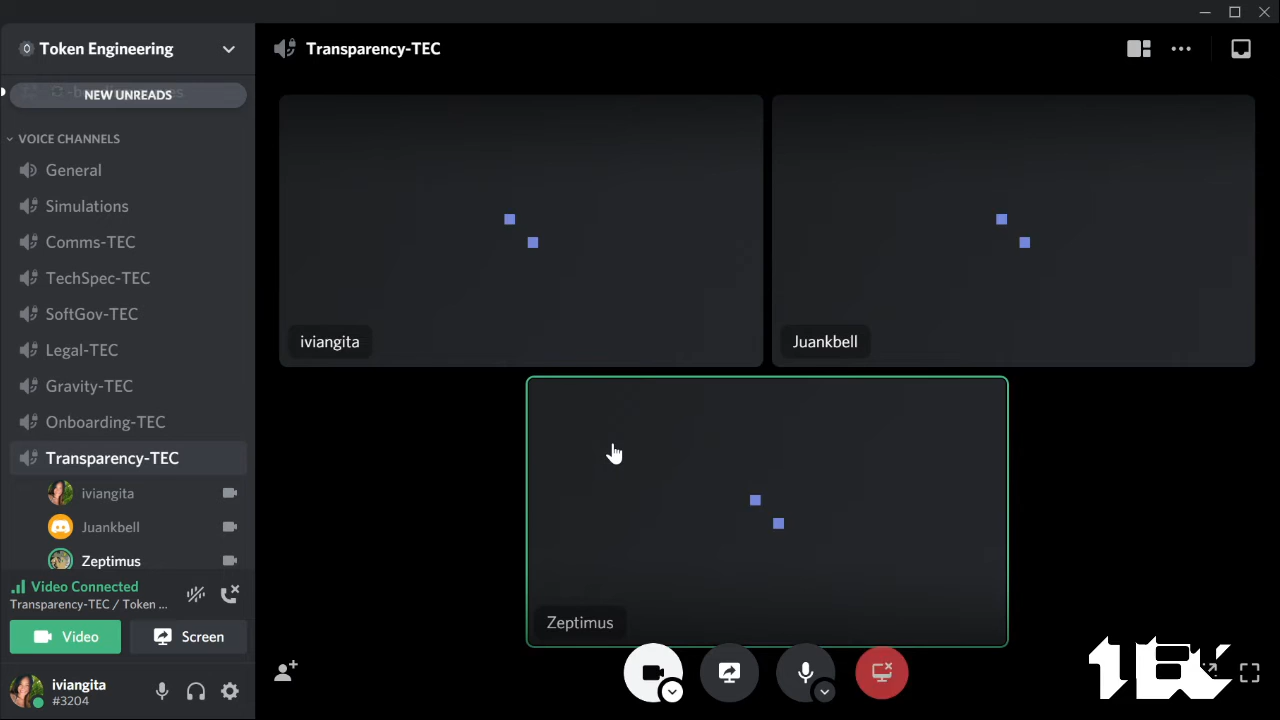 Token Engineering
NEW UNREADS
VOICE CHANNELS
General
Simulations
Comms-TEC
TechSpec-TEC
SoftGov-TEC
Legal-TEC
Gravity-TEC
Onboarding-TEC
Transparency-TEC
iviangita
Juankbell
Zeptimus
Video Connected
Transparency-TEC / Token ...
Video
Screen
iviangita
#3204
Transparency-TEC
iviangita
Juankbell
Zeptimus
TEC